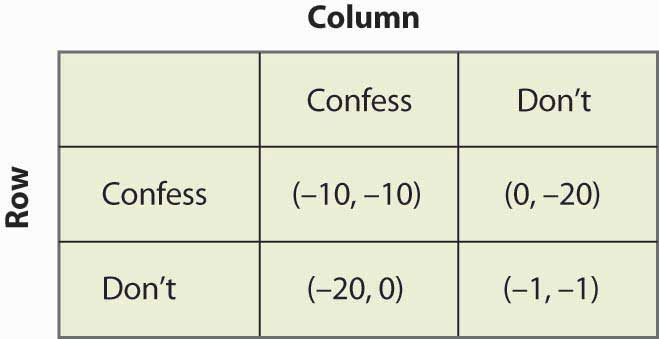 Column
Confess Don’t
Row
Confess (–10, –10) (0, –20)
Don’t (–20, 0) (–1, –1)